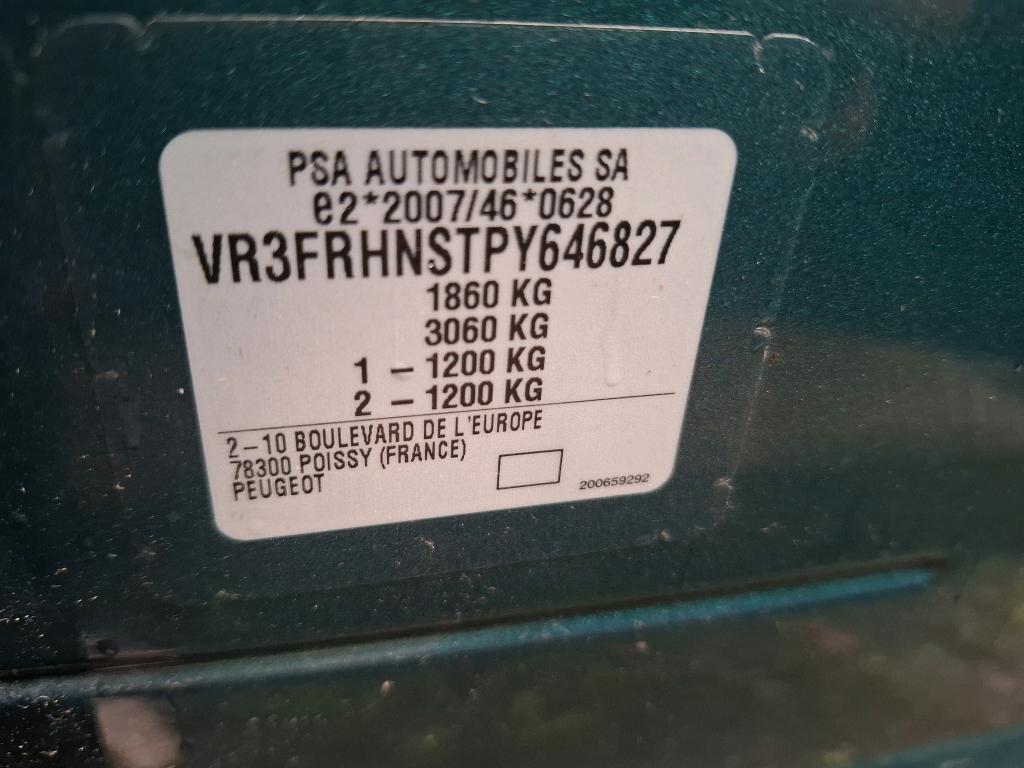 PSA AUTOMOBILES SA
e2*2007/46*0628
VR3FRHNSTPY646827
1860 KG
3060 KG
1 – 1200 KG
2 – 1200 KG
2–10 BOULEVARD DE L'EUROPE
78300 POISSY (FRANCE)
PEUGEOT
200659292